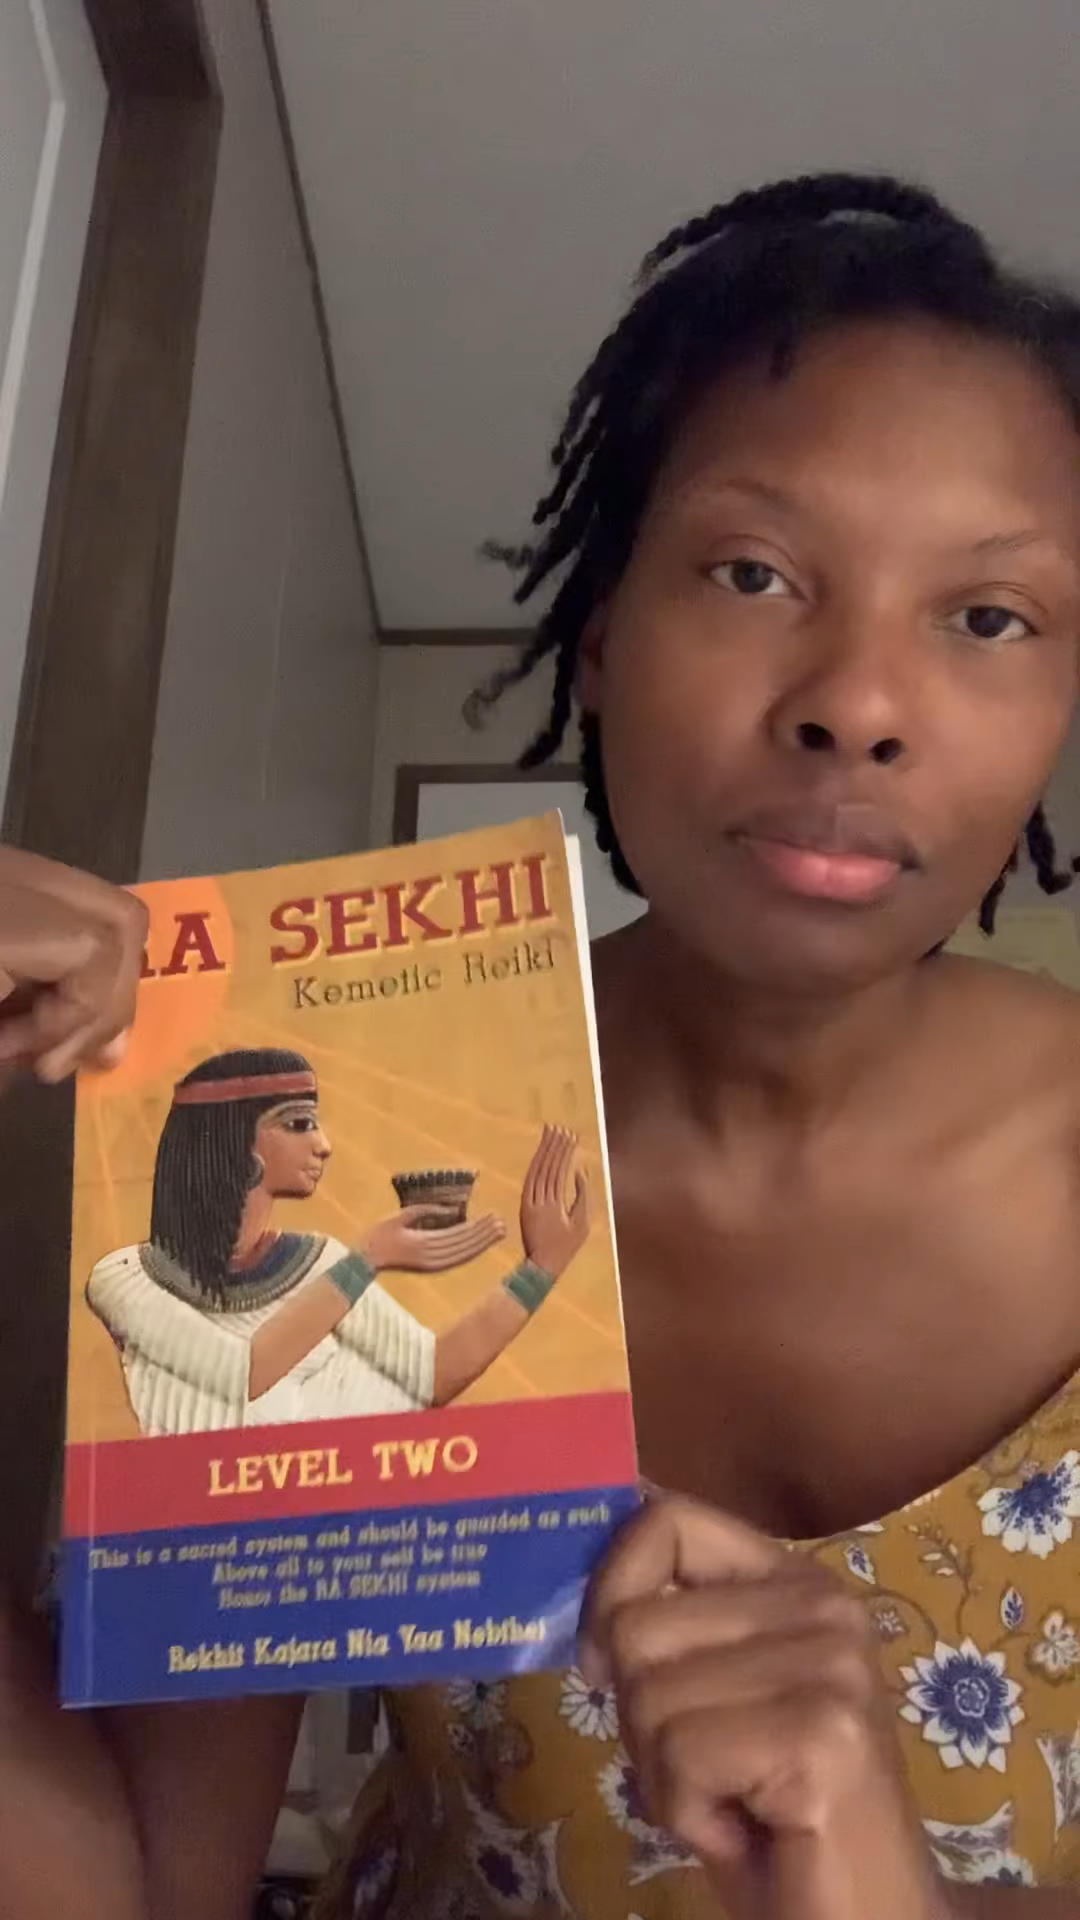 RA SEKHI
Kemetic Reiki
LEVEL TWO
This is a sacred system and should be guarded as such
Above all to your self be true
Honor the RA SEKHI system
Rekhit Kajara Nia Yaa Nebthet